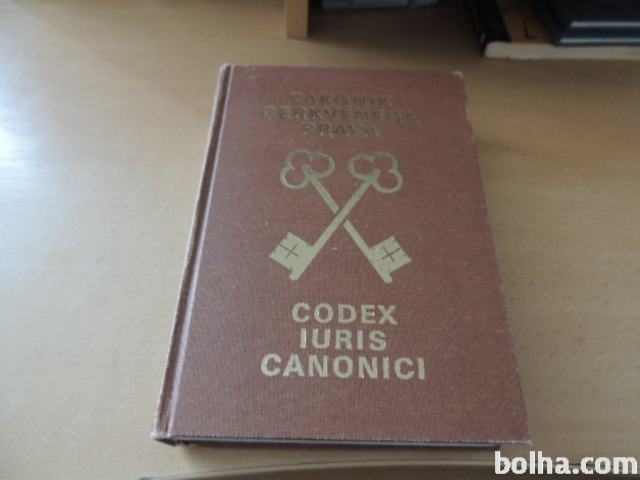 ZAKONIK
CERKVENEGA
PRAVA
CODEX
IURIS
CANONICI
bolha.com